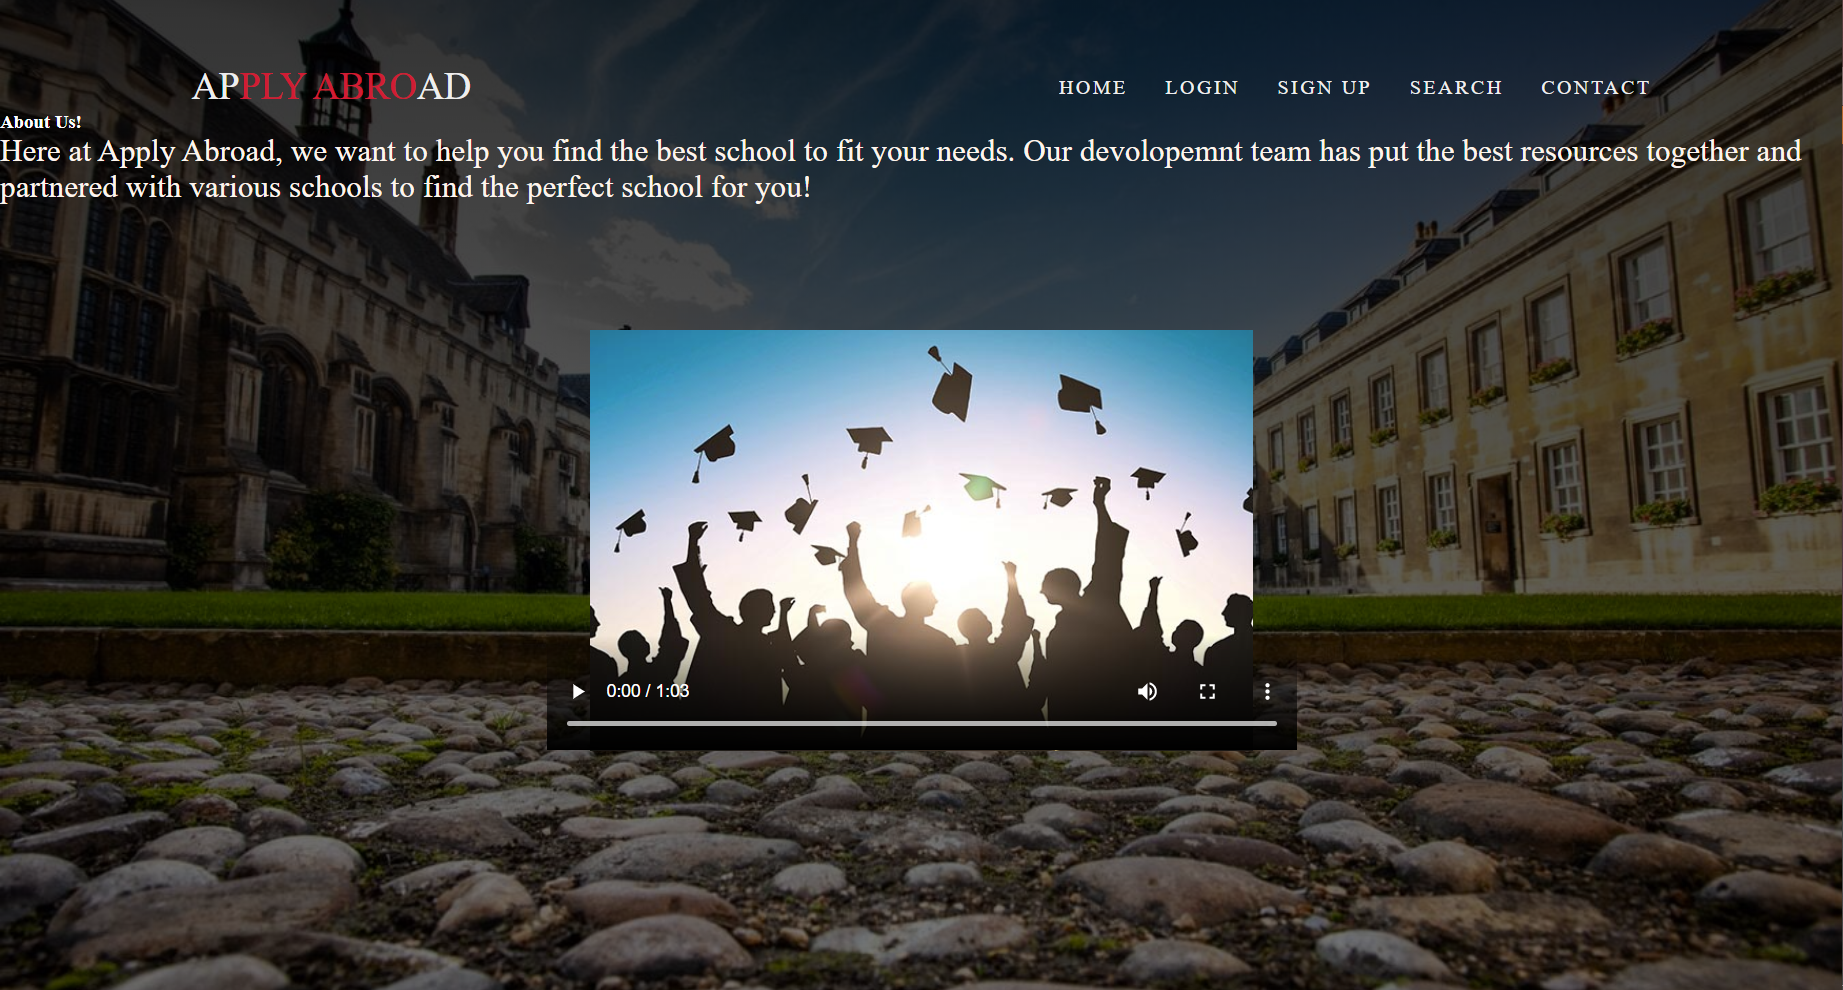 APPLY ABROAD
HOME LOGIN SIGN UP SEARCH CONTACT
About Us!
Here at Apply Abroad, we want to help you find the best school to fit your needs. Our devolopemnt team has put the best resources together and
partnered with various schools to find the perfect school for you!
0:00 / 1:03